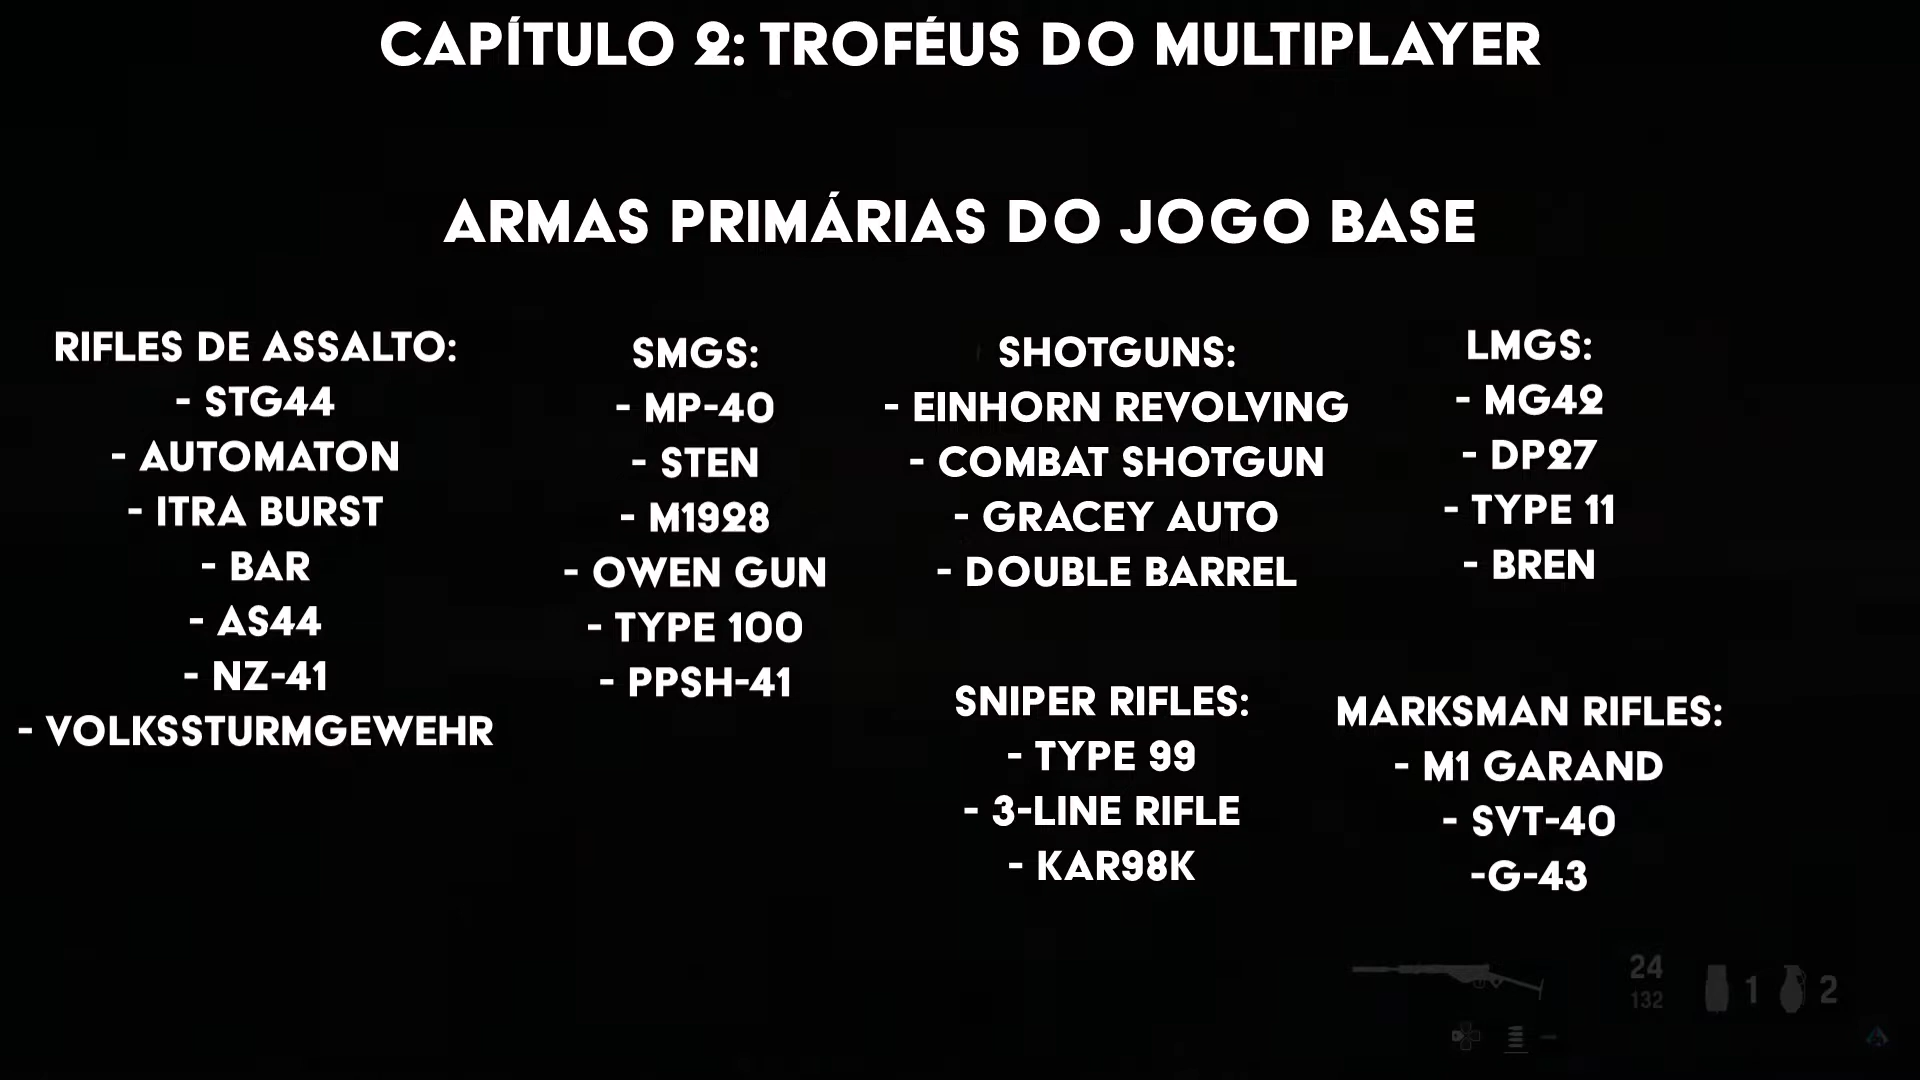 CAPÍTULO 2: TROFÉUS DO MULTIPLAYER
ARMAS PRIMÁRIAS DO JOGO BASE
RIFLES DE ASSALTO:
- STG44
- AUTOMATON
- ITRA BURST
- BAR
- AS44
- NZ-41
- VOLKSSTURMGEWEHR
SMGS:
- MP-40
- STEN
- M1928
- OWEN GUN
- TYPE 100
- PPSH-41
SHOTGUNS:
- EINHORN REVOLVING
- COMBAT SHOTGUN
- GRACEY AUTO
- DOUBLE BARREL
LMGS:
- MG42
- DP27
- TYPE 11
- BREN
SNIPER RIFLES:
- TYPE 99
- 3-LINE RIFLE
- KAR98K
MARKSMAN RIFLES:
- M1 GARAND
- SVT-40
-G-43
24
132
1
2